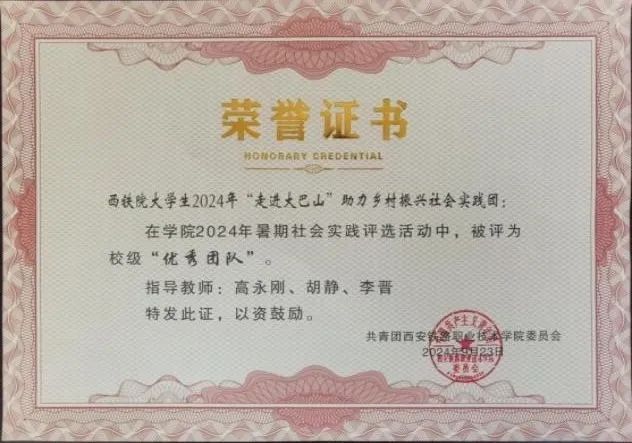 荣誉证书
HONORARY CREDENTIAL
西铁院大学生2024年“走进大巴山”助力乡村振兴社会实践团：
在学院2024年暑期社会实践评选活动中，被评为
校级“优秀团队”。
指导教师：高永刚、胡静、李晋
特发此证，以资鼓励。
共青团西安铁路职业技术学院委员会
2024年9月23日